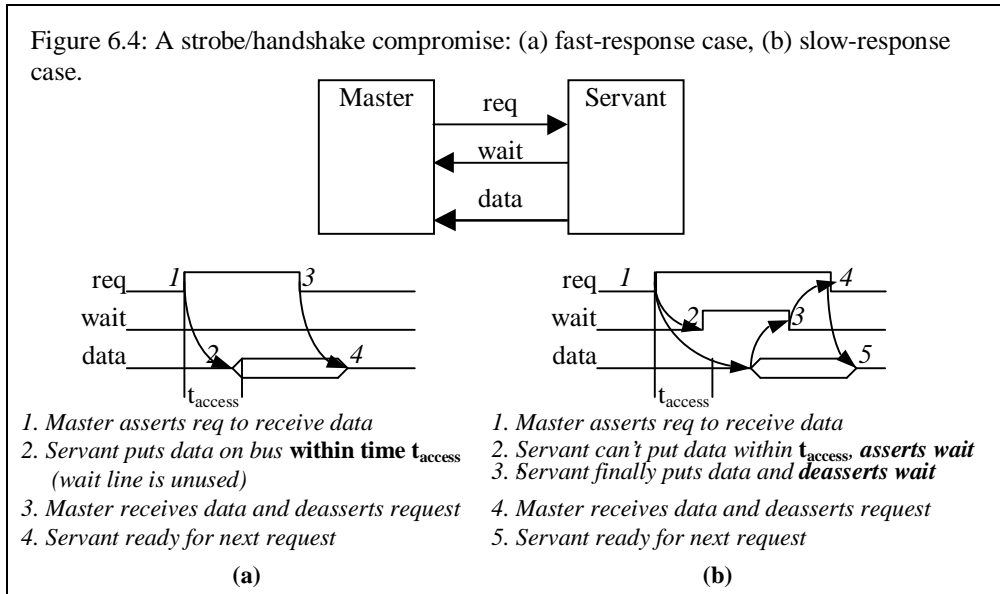 Figure 6.4: A strobe/handshake compromise: (a) fast-response case, (b) slow-response
case.
Master
Servant
req
wait
data
req 1 3
wait
data 2 4
taccess
1. Master asserts req to receive data
2. Servant puts data on bus within time taccess
(wait line is unused)
3. Master receives data and deasserts request
4. Servant ready for next request
(a)
req 1 4
wait 2 3
data 5
taccess
1. Master asserts req to receive data
2. Servant can't put data within taccess, asserts wait
3. Servant finally puts data and deasserts wait
4. Master receives data and deasserts request
5. Servant ready for next request
(b)